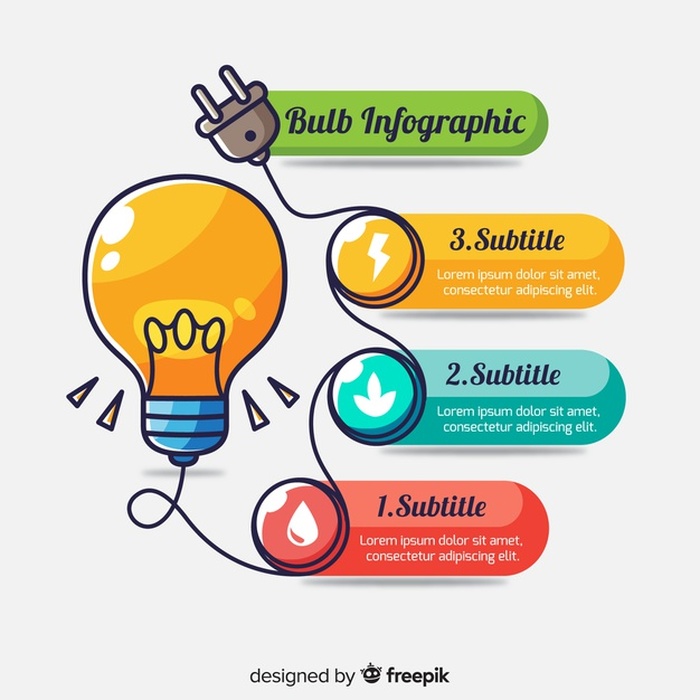 Bulb Infographic
3.Subtitle
Lorem ipsum dolor sit amet,
consectetur adipiscing elit.
2.Subtitle
Lorem ipsum dolor sit amet,
consectetur adipiscing elit.
1.Subtitle
Lorem ipsum dolor sit amet,
consectetur adipiscing elit.
designed by freepik